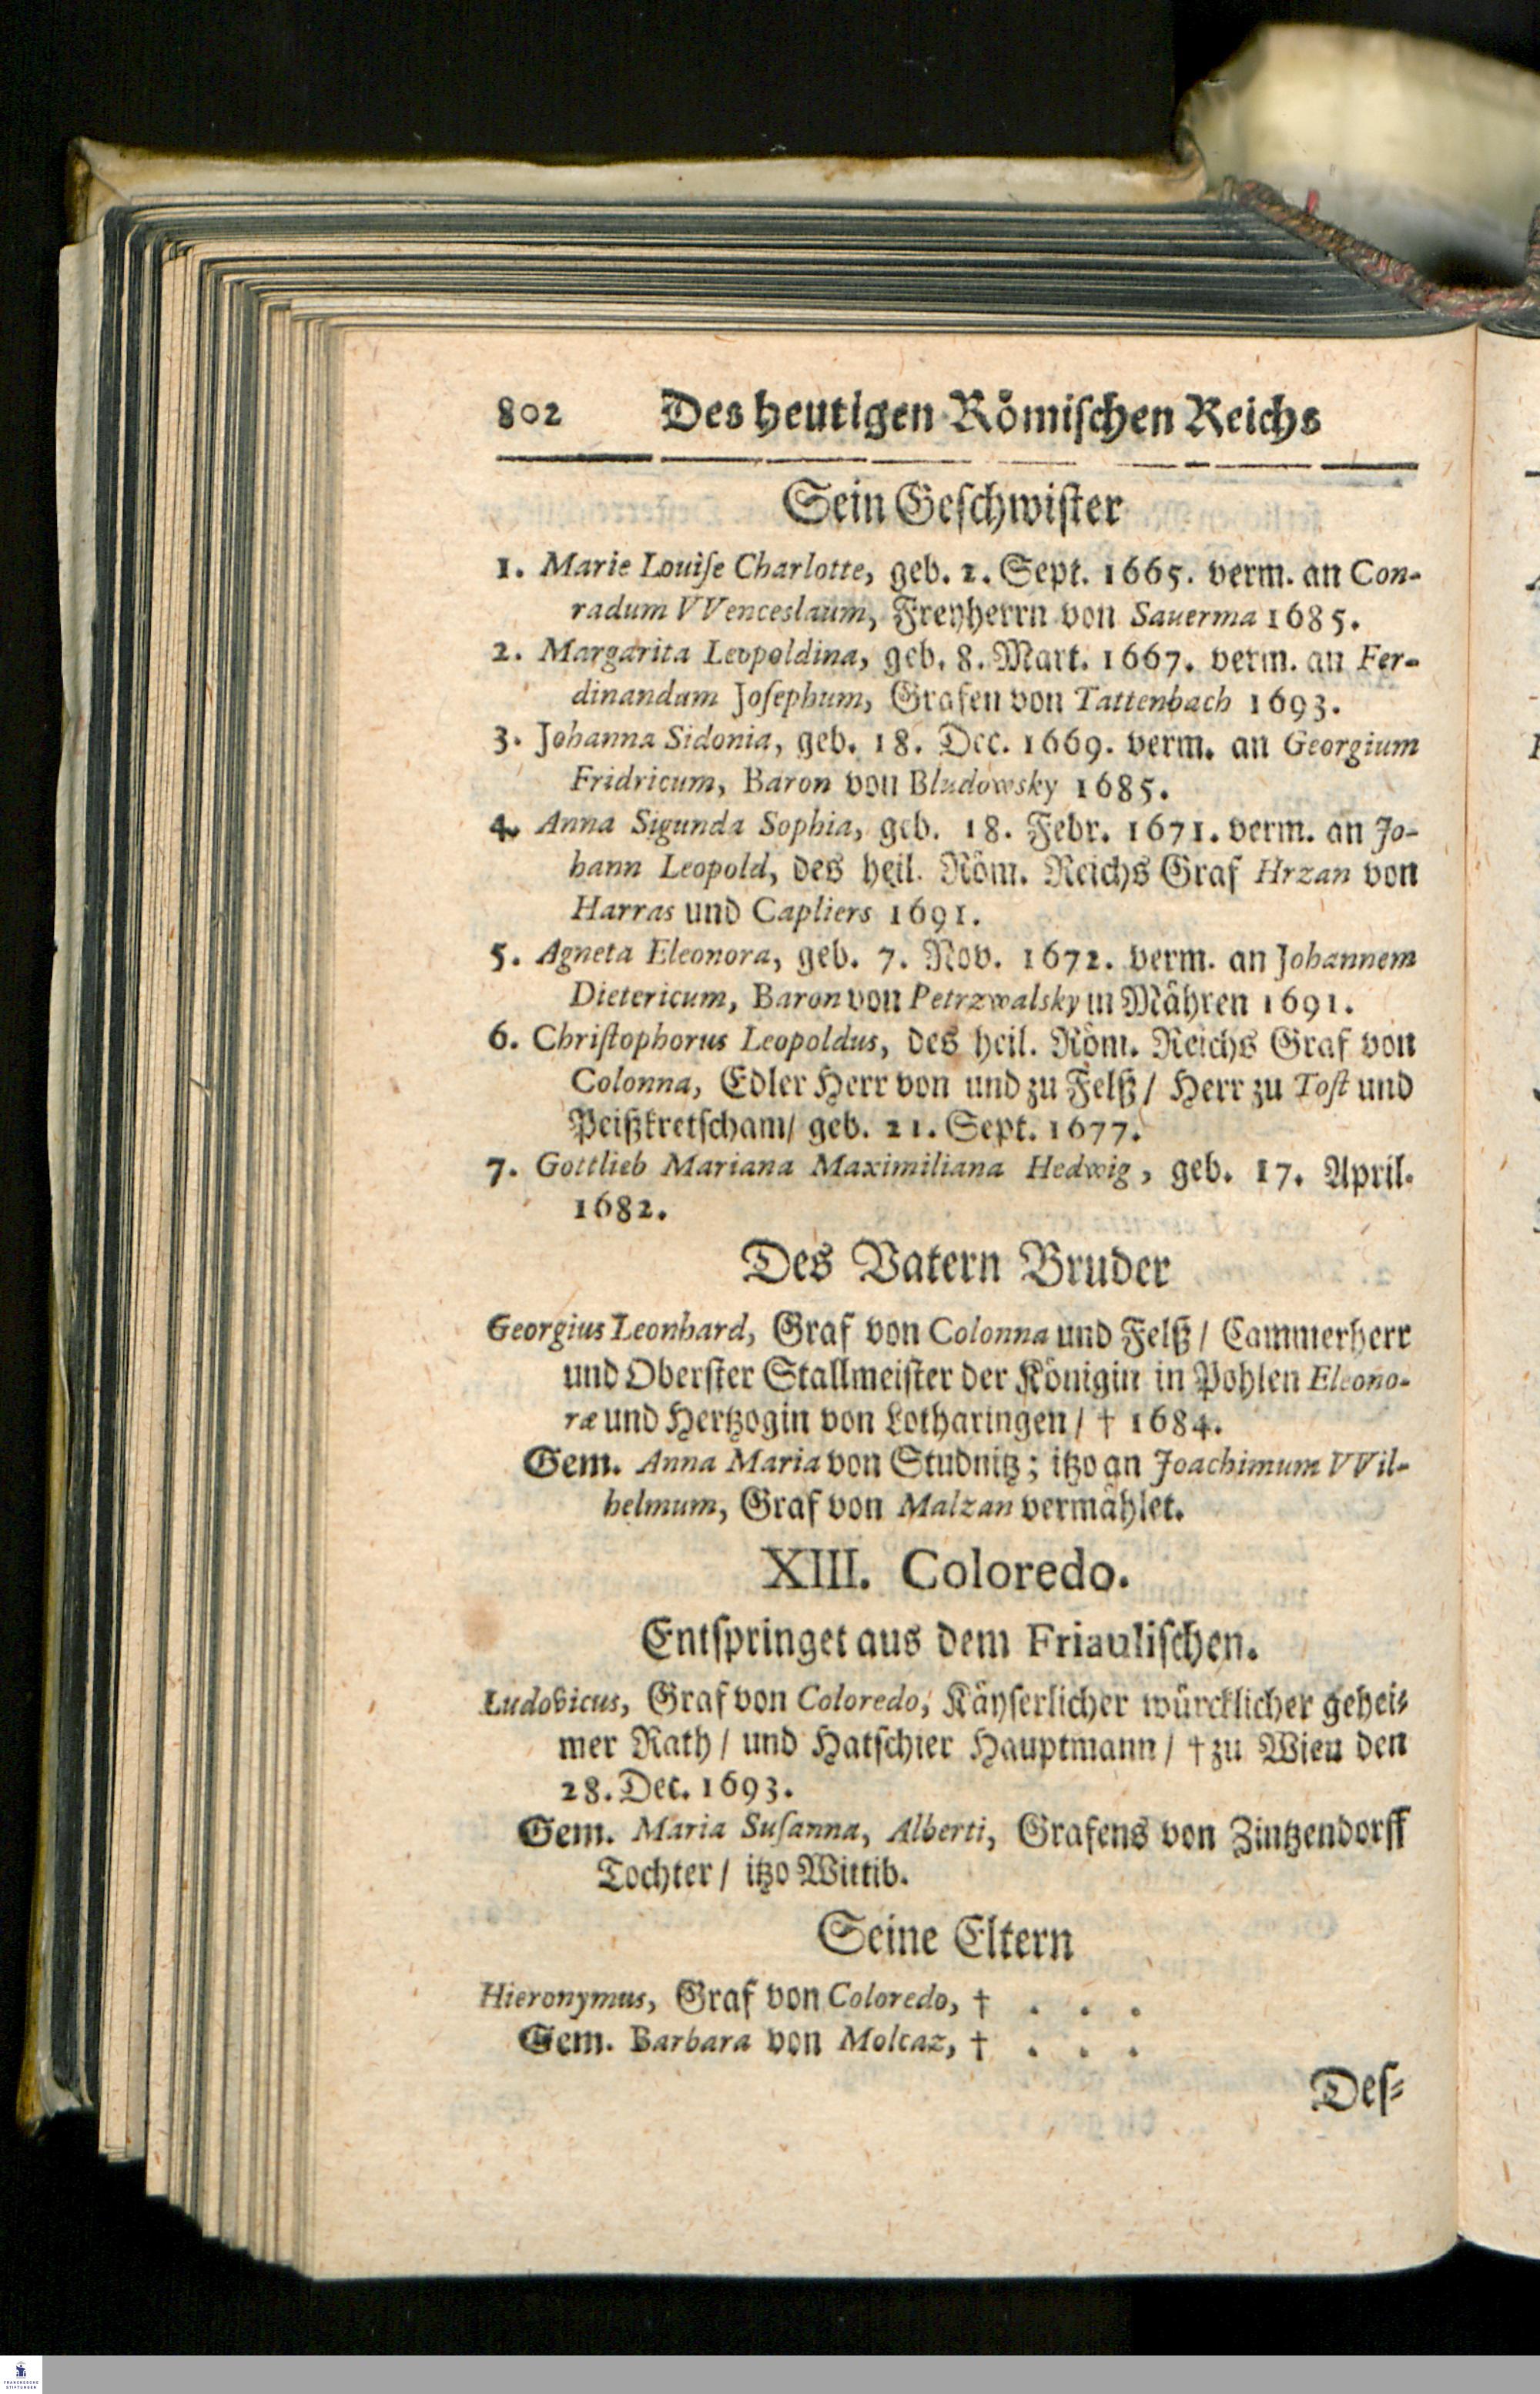 802 Des heutigen Römischen Reichs
Sein Geschwister
1. Marie Louise Charlotte, geb. 2. Sept. 1665. verm. an Con-
radum VVenceslaum, Freyherrn von Sauerma 1685.
2. Margarita Leopoldina, geb. 8. Mart. 1667. verm. an Fer-
dinandum Josephum, Grafen von Tattenbach 1693.
3. Johanna Sidonia, geb. 18. Dec. 1669. verm. an Georgium
Fridricum, Baron von Bludowsky 1685.
4. Anna Sigunda Sophia, geb. 18. Febr. 1671. verm. an Jo-
hann Leopold, des heil. Röm. Reichs Graf Hrzan von
Harras und Capliers 1691.
5. Agneta Eleonora, geb. 7. Nov. 1672. verm. an Johannem
Dietericum, Baron von Petrzwalsky in Mähren 1691.
6. Christophorus Leopoldus, des heil. Röm. Reichs Graf von
Colonna, Edler Herr von und zu Felß / Herr zu Tost und
Peißkretscham / geb. 21. Sept. 1677.
7. Gottlieb Mariana Maximiliana Hedwig, geb. 17. April.
1682.
Des Vatern Bruder
Georgius Leonhard, Graf von Colonna und Felß / Cammerherr
und Oberster Stallmeister der Königin in Pohlen Eleono-
ræ und Hertzogin von Lotharingen / † 1684.
Gem. Anna Maria von Studnitz; itzo an Joachimum VVil-
helmum, Graf von Malzan vermählet.
XIII. Coloredo.
Entspringet aus dem Friaulischen.
Ludovicus, Graf von Coloredo, Käyserlicher würcklicher gehei-
mer Rath / und Hatschier Hauptmann / † zu Wien den
28. Dec. 1693.
Gem. Maria Susanna, Alberti, Grafens von Zintzendorff
Tochter / itzo Wittib.
Seine Eltern
Hieronymus, Graf von Coloredo, † . . .
Gem. Barbara von Molcaz, † . . .
Des-
FRANCKESCHE
STIFTUNGEN